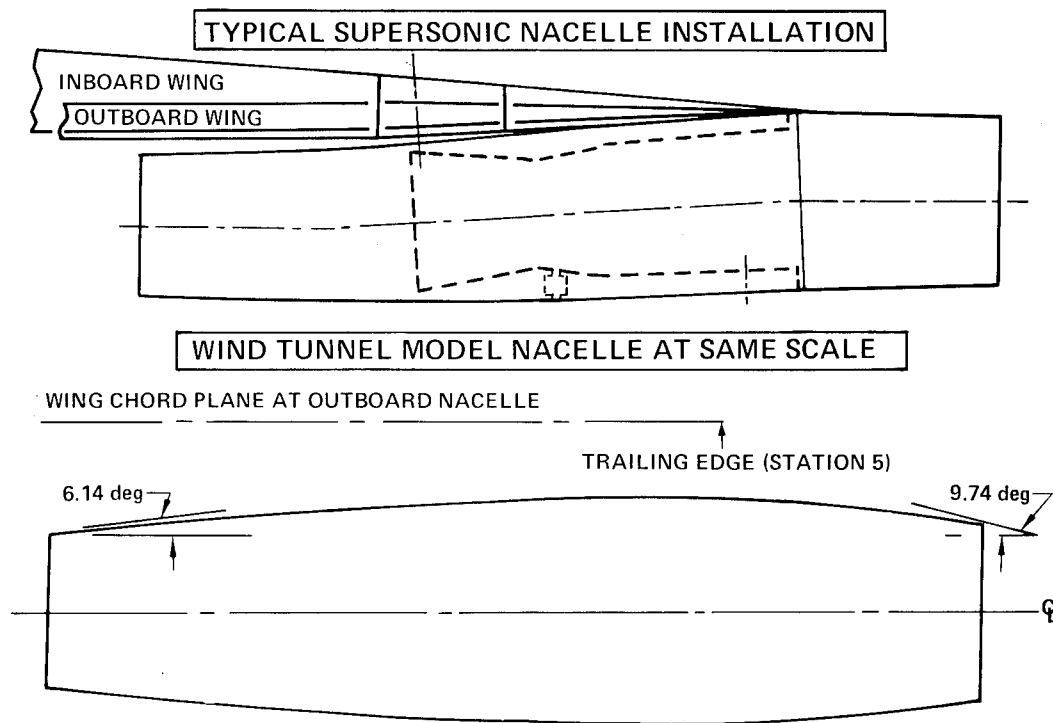 TYPICAL SUPERSONIC NACELLE INSTALLATION
INBOARD WING
OUTBOARD WING
WIND TUNNEL MODEL NACELLE AT SAME SCALE
WING CHORD PLANE AT OUTBOARD NACELLE
TRAILING EDGE (STATION 5)
6.14 deg
9.74 deg
℄